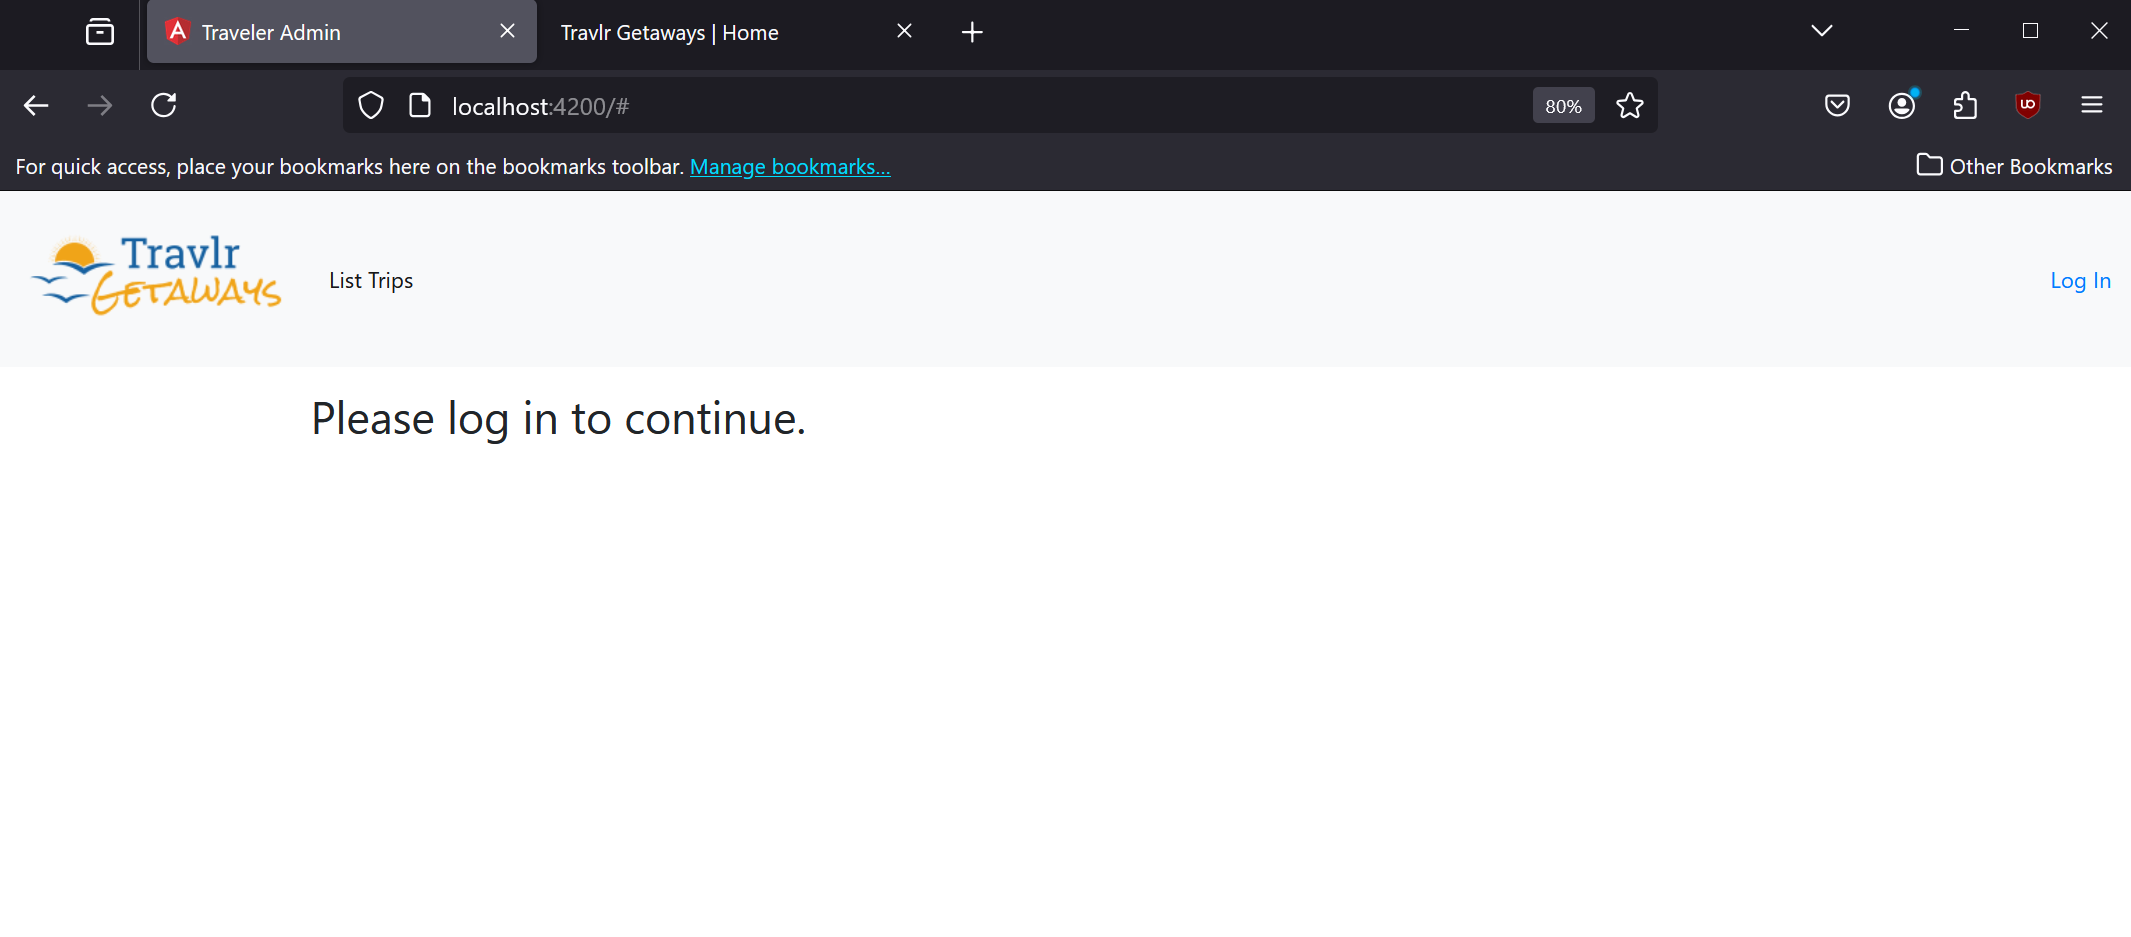 Traveler Admin
Travlr Getaways | Home
localhost:4200/#
80%
For quick access, place your bookmarks here on the bookmarks toolbar. Manage bookmarks...
Other Bookmarks
Travlr
GETAWAYS
List Trips
Log In
Please log in to continue.